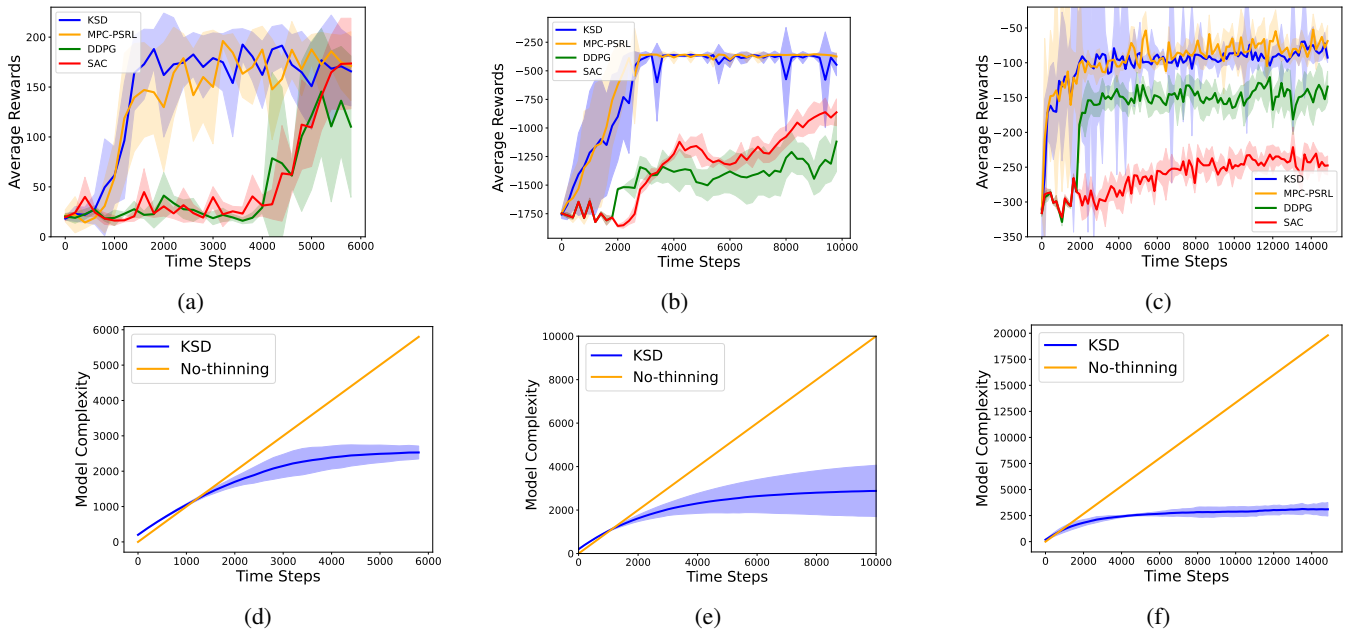 KSD
MPC-PSRL
DDPG
SAC
Average Rewards
200
150
100
50
0
0 1000 2000 3000 4000 5000 6000
Time Steps
(a)
KSD
MPC-PSRL
DDPG
SAC
Average Rewards
−250
−500
−750
−1000
−1250
−1500
−1750
0 2000 4000 6000 8000 10000
Time Steps
(b)
Average Rewards
−50
−100
−150
−200
−250
−300
−350
KSD
MPC-PSRL
DDPG
SAC
0 2000 4000 6000 8000 10000 12000 14000
Time Steps
(c)
KSD
No-thinning
Model Complexity
6000
5000
4000
3000
2000
1000
0
0 1000 2000 3000 4000 5000 6000
Time Steps
(d)
KSD
No-thinning
Model Complexity
10000
8000
6000
4000
2000
0
0 2000 4000 6000 8000 10000
Time Steps
(e)
KSD
No-thinning
Model Complexity
20000
17500
15000
12500
10000
7500
5000
2500
0
0 2000 4000 6000 8000 10000 12000 14000
Time Steps
(f)